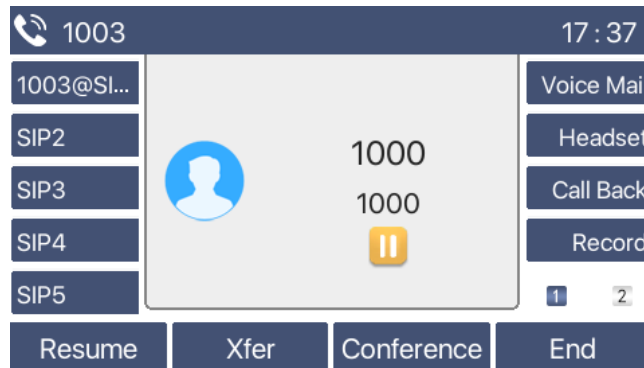 1003 17:37
1003@SI... Voice Mai
SIP2 Headset
1000
SIP3 Call Back
1000
SIP4 Record
SIP5 1 2
Resume Xfer Conference End